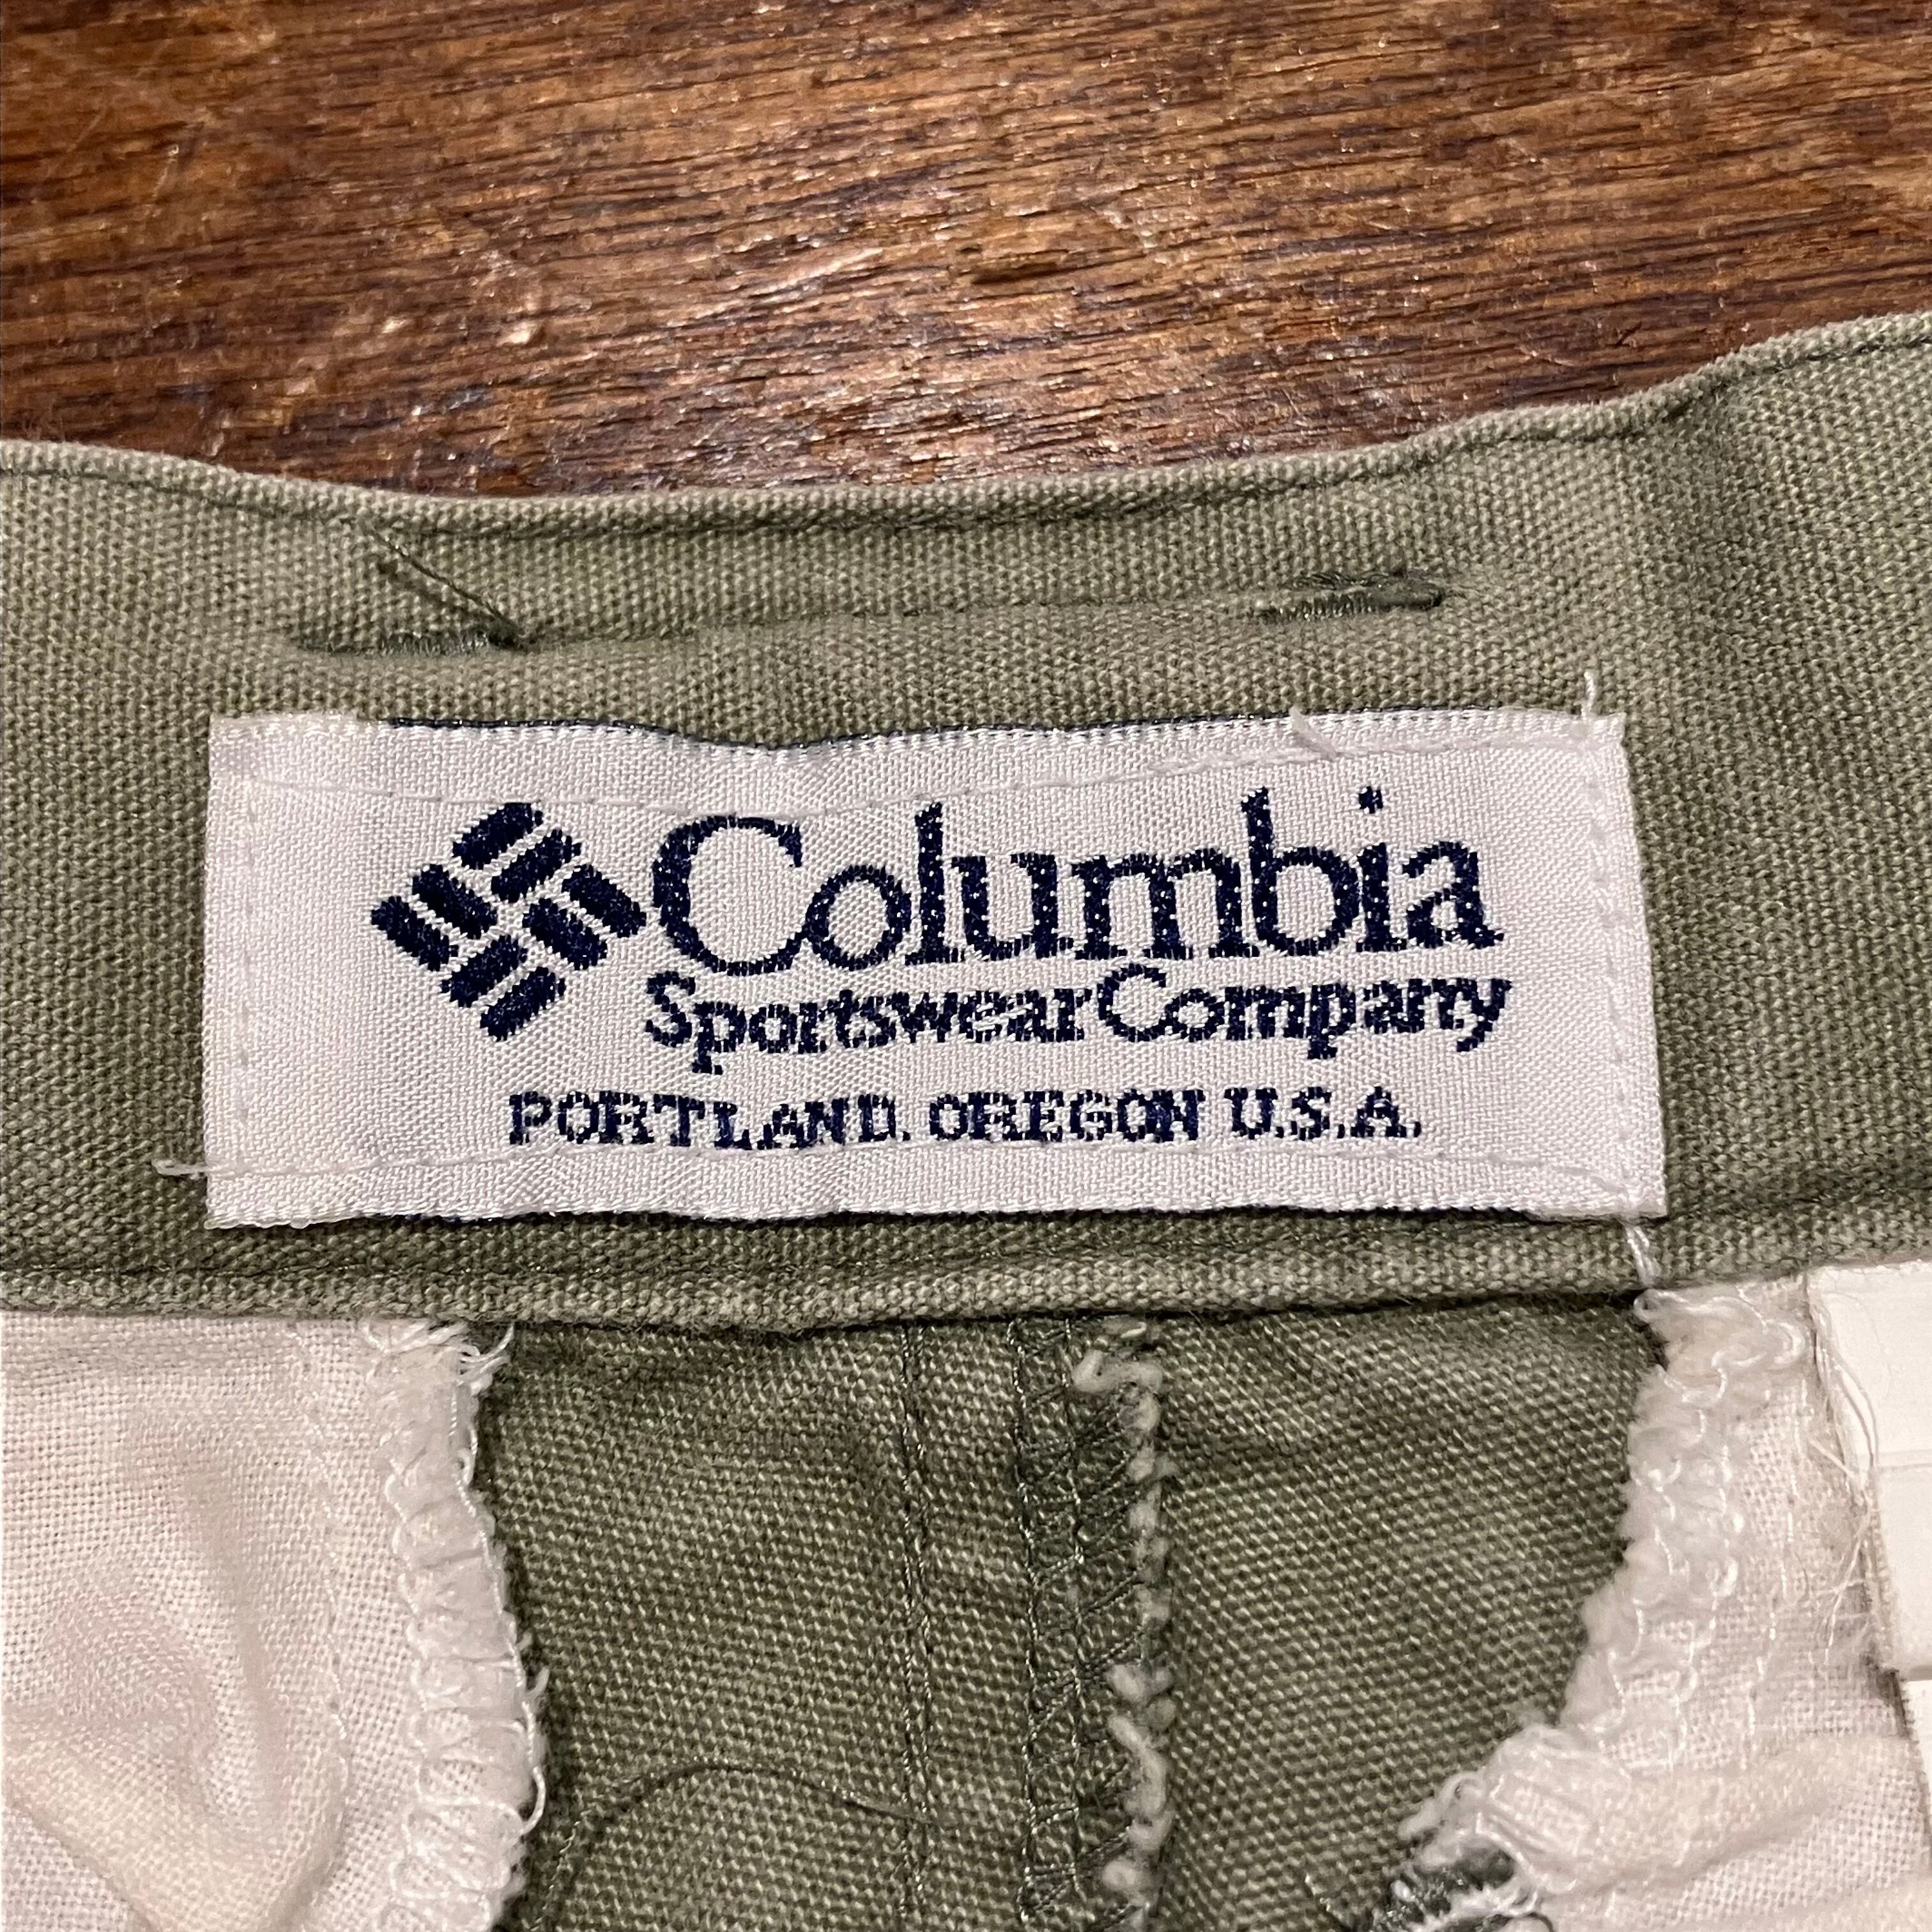 Columbia
Sportswear Company
PORTLAND, OREGON U.S.A.